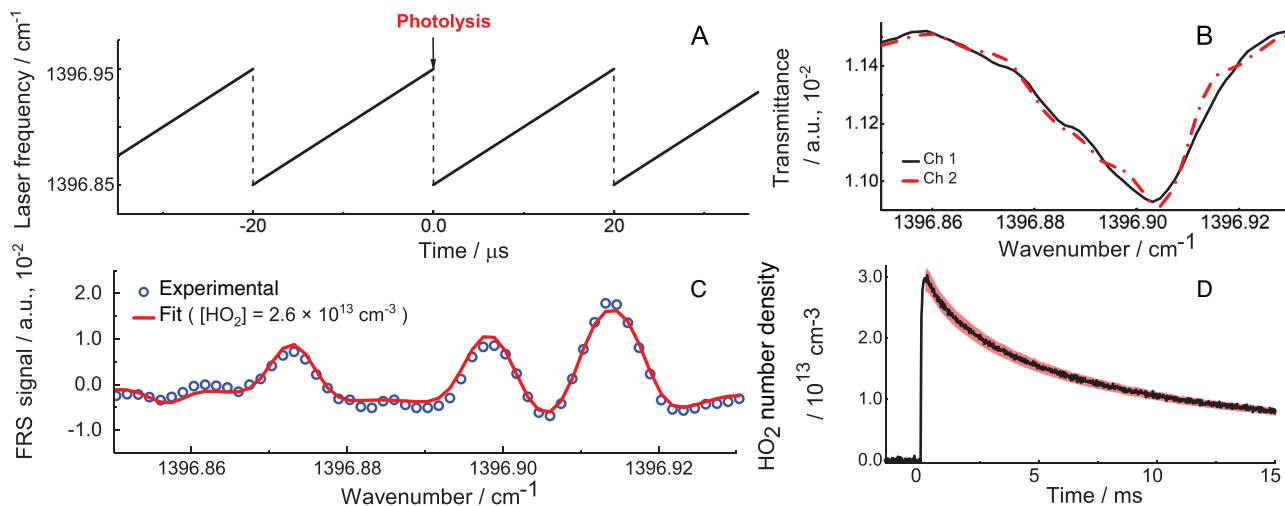 Photolysis
A
Laser frequency / cm-1
1396.95
1396.85
-20
0.0
20
Time / μs
B
Transmittance
/ a.u., 10-2
1.14
1.12
1.10
Ch 1
Ch 2
1396.86
1396.88
1396.90
1396.92
Wavenumber / cm-1
C
FRS signal / a.u., 10-2
2.0
1.0
0.0
-1.0
Experimental
Fit ( [HO2] = 2.6 × 1013 cm-3 )
1396.86
1396.88
1396.90
1396.92
Wavenumber / cm-1
D
HO2 number density
/ 1013 cm-3
3.0
2.0
1.0
0.0
0
5
10
15
Time / ms